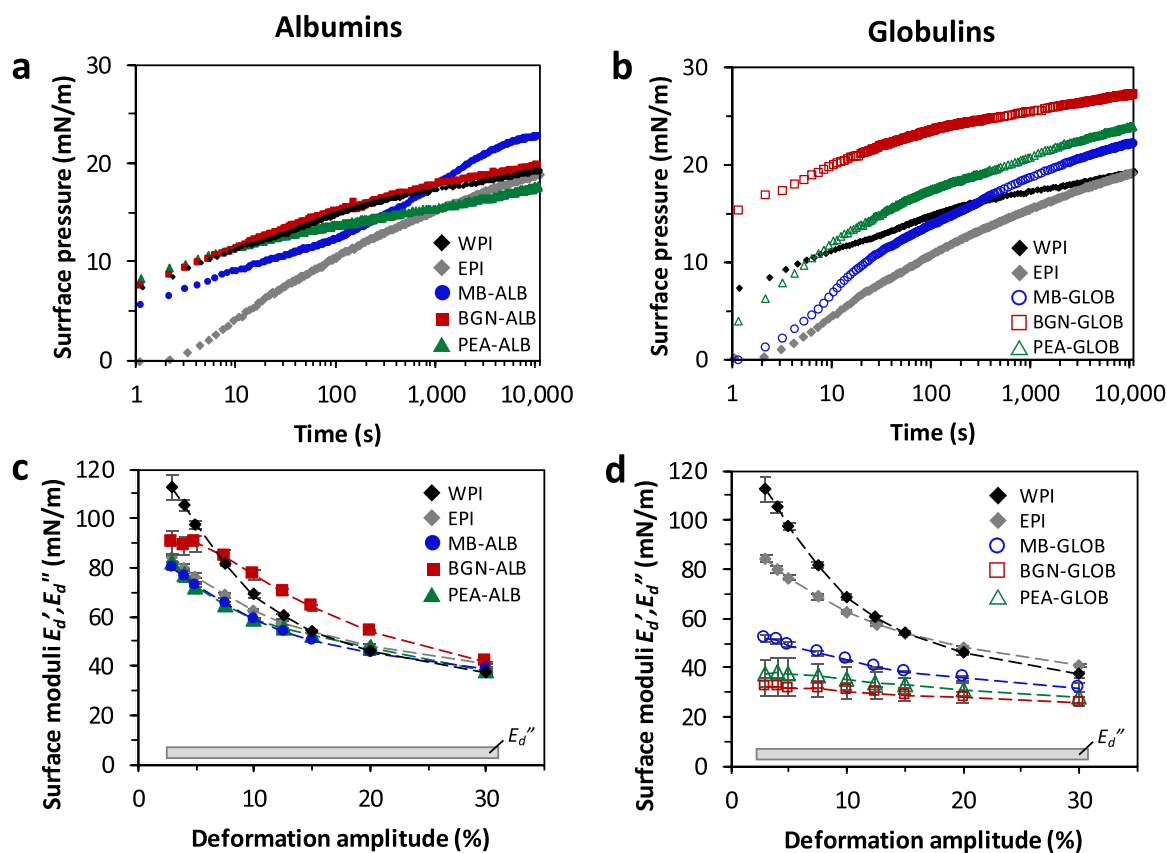 Albumins
Globulins
a
Surrface pressure (mN/m)
30
20
10
0
1
10
100
1,000
10,000
Time (s)
WPI
EPI
MB-ALB
BGN-ALB
PEA-ALB
b
Surrface pressure (mN/m)
30
20
10
0
1
10
100
1,000
10,000
Time (s)
WPI
EPI
MB-GLOB
BGN-GLOB
PEA-GLOB
c
Surface moduli Ed′,Ed″ (mN/m)
120
100
80
60
40
20
0
0
10
20
30
Deformation amplitude (%)
WPI
EPI
MB-ALB
BGN-ALB
PEA-ALB
Ed″
d
Surface moduli Ed′,Ed″ (mN/m)
120
100
80
60
40
20
0
0
10
20
30
Deformation amplitude (%)
WPI
EPI
MB-GLOB
BGN-GLOB
PEA-GLOB
Ed″